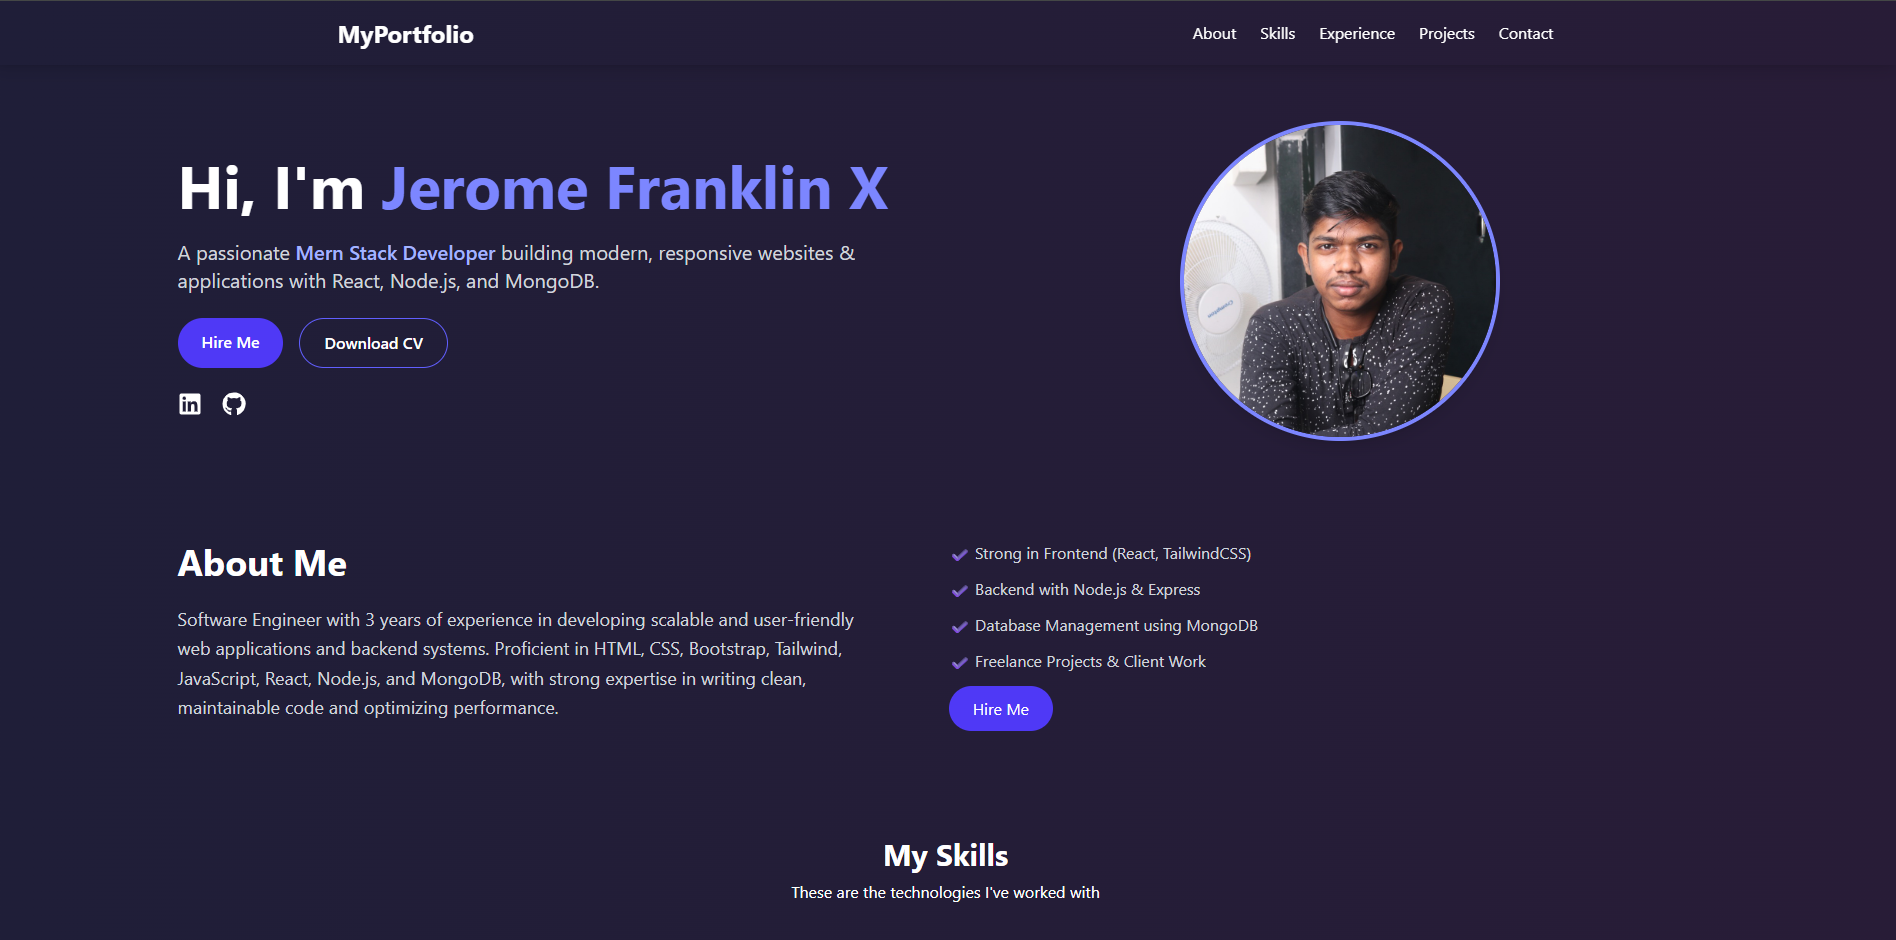 MyPortfolio
About Skills Experience Projects Contact
Hi, I'm Jerome Franklin X
A passionate Mern Stack Developer building modern, responsive websites &
applications with React, Node.js, and MongoDB.
Hire Me
Download CV
in
About Me
Software Engineer with 3 years of experience in developing scalable and user-friendly
web applications and backend systems. Proficient in HTML, CSS, Bootstrap, Tailwind,
JavaScript, React, Node.js, and MongoDB, with strong expertise in writing clean,
maintainable code and optimizing performance.
Strong in Frontend (React, TailwindCSS)
Backend with Node.js & Express
Database Management using MongoDB
Freelance Projects & Client Work
Hire Me
My Skills
These are the technologies I've worked with